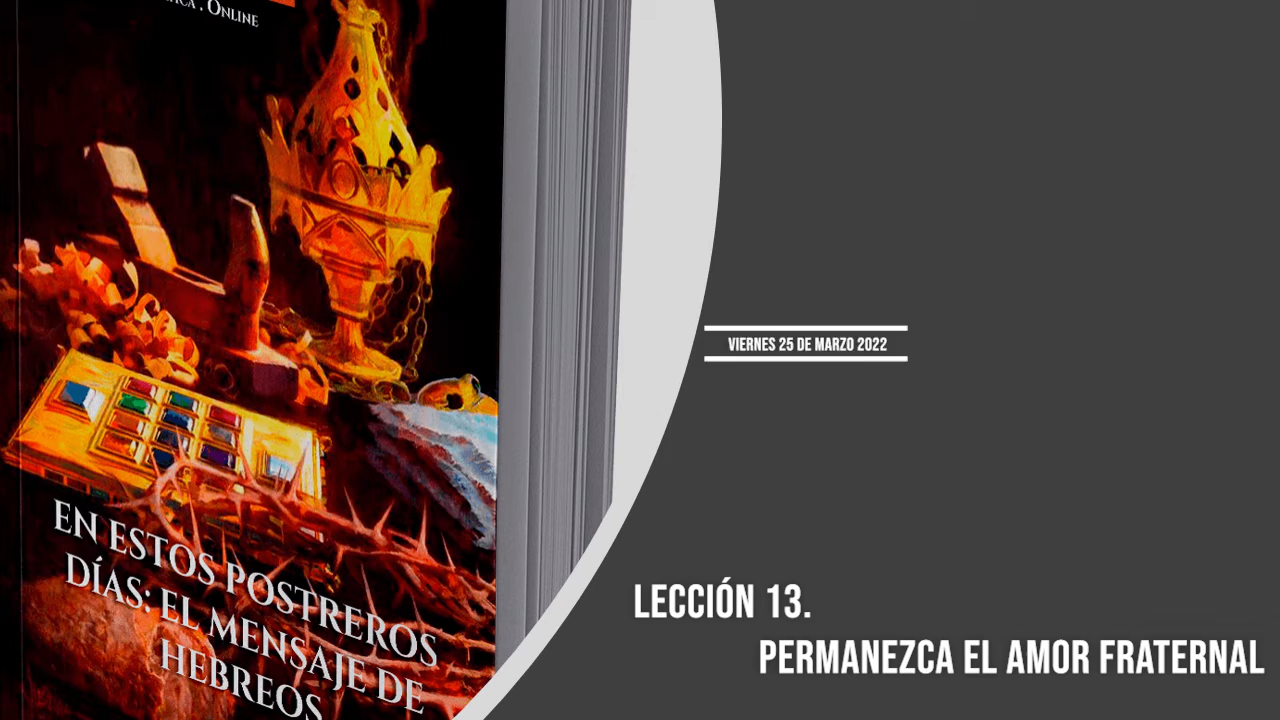 . ONLINE
EN ESTOS POSTREROS
DÍAS: EL MENSAJE DE
HEBREOS
VIERNES 25 DE MARZO 2022
LECCIÓN 13.
PERMANEZCA EL AMOR FRATERNAL